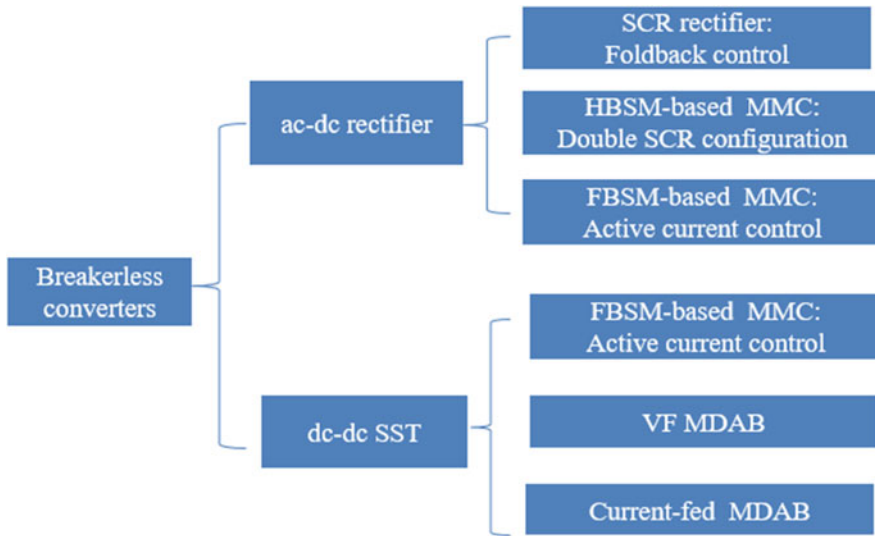 Breakerless
converters
ac-dc rectifier
SCR rectifier:
Foldback control
HBSM-based MMC:
Double SCR configuration
FBSM-based MMC:
Active current control
dc-dc SST
FBSM-based MMC:
Active current control
VF MDAB
Current-fed MDAB